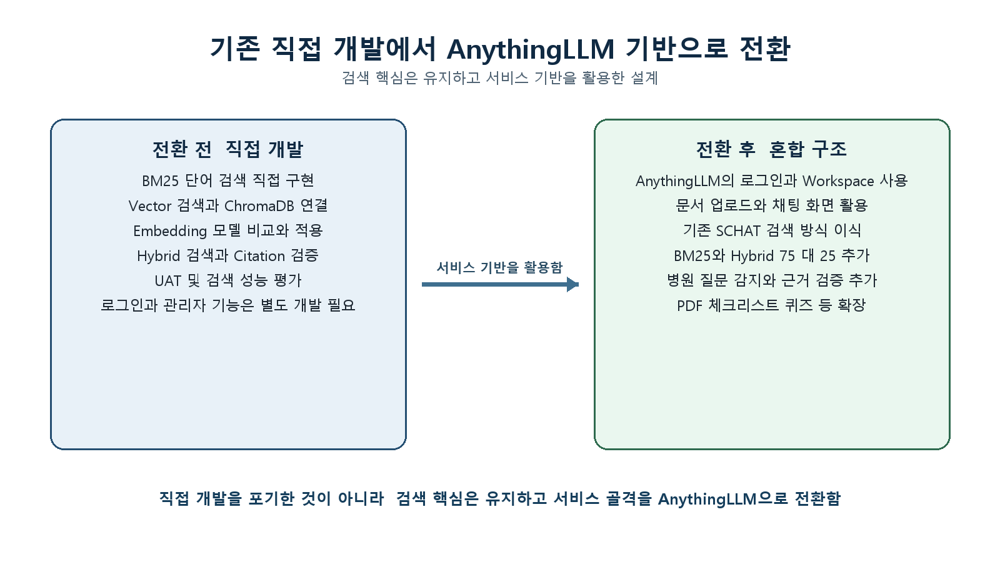 기존 직접 개발에서 AnythingLLM 기반으로 전환
검색 핵심은 유지하고 서비스 기반을 활용한 설계
전환 전 직접 개발
BM25 단어 검색 직접 구현
Vector 검색과 ChromaDB 연결
Embedding 모델 비교와 적용
Hybrid 검색과 Citation 검증
UAT 및 검색 성능 평가
로그인과 관리자 기능은 별도 개발 필요
서비스 기반을 활용함
전환 후 혼합 구조
AnythingLLM의 로그인과 Workspace 사용
문서 업로드와 채팅 화면 활용
기존 SCHAT 검색 방식 이식
BM25와 Hybrid 75 대 25 추가
병원 질문 감지와 근거 검증 추가
PDF 체크리스트 퀴즈 등 확장
직접 개발을 포기한 것이 아니라 검색 핵심은 유지하고 서비스 골격을 AnythingLLM으로 전환함